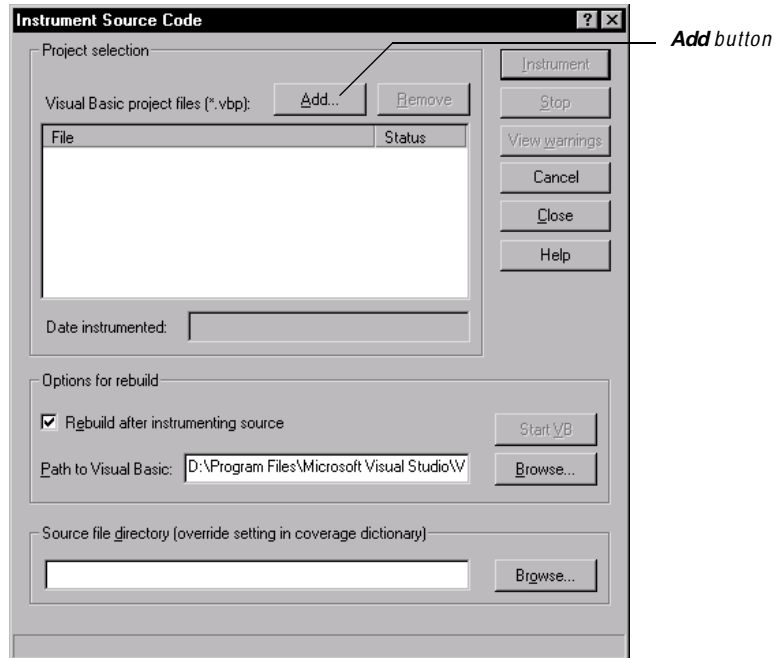 Instrument Source Code
Add button
Project selection
Instrument
Visual Basic project files (*.vbp):
Add...
Remove
Stop
File
Status
View warnings
Cancel
Close
Help
Date instrumented:
Options for rebuild
Rebuild after instrumenting source
Start VB
Path to Visual Basic:
D:\Program Files\Microsoft Visual Studio\V
Browse...
Source file directory (override setting in coverage dictionary)
Browse...